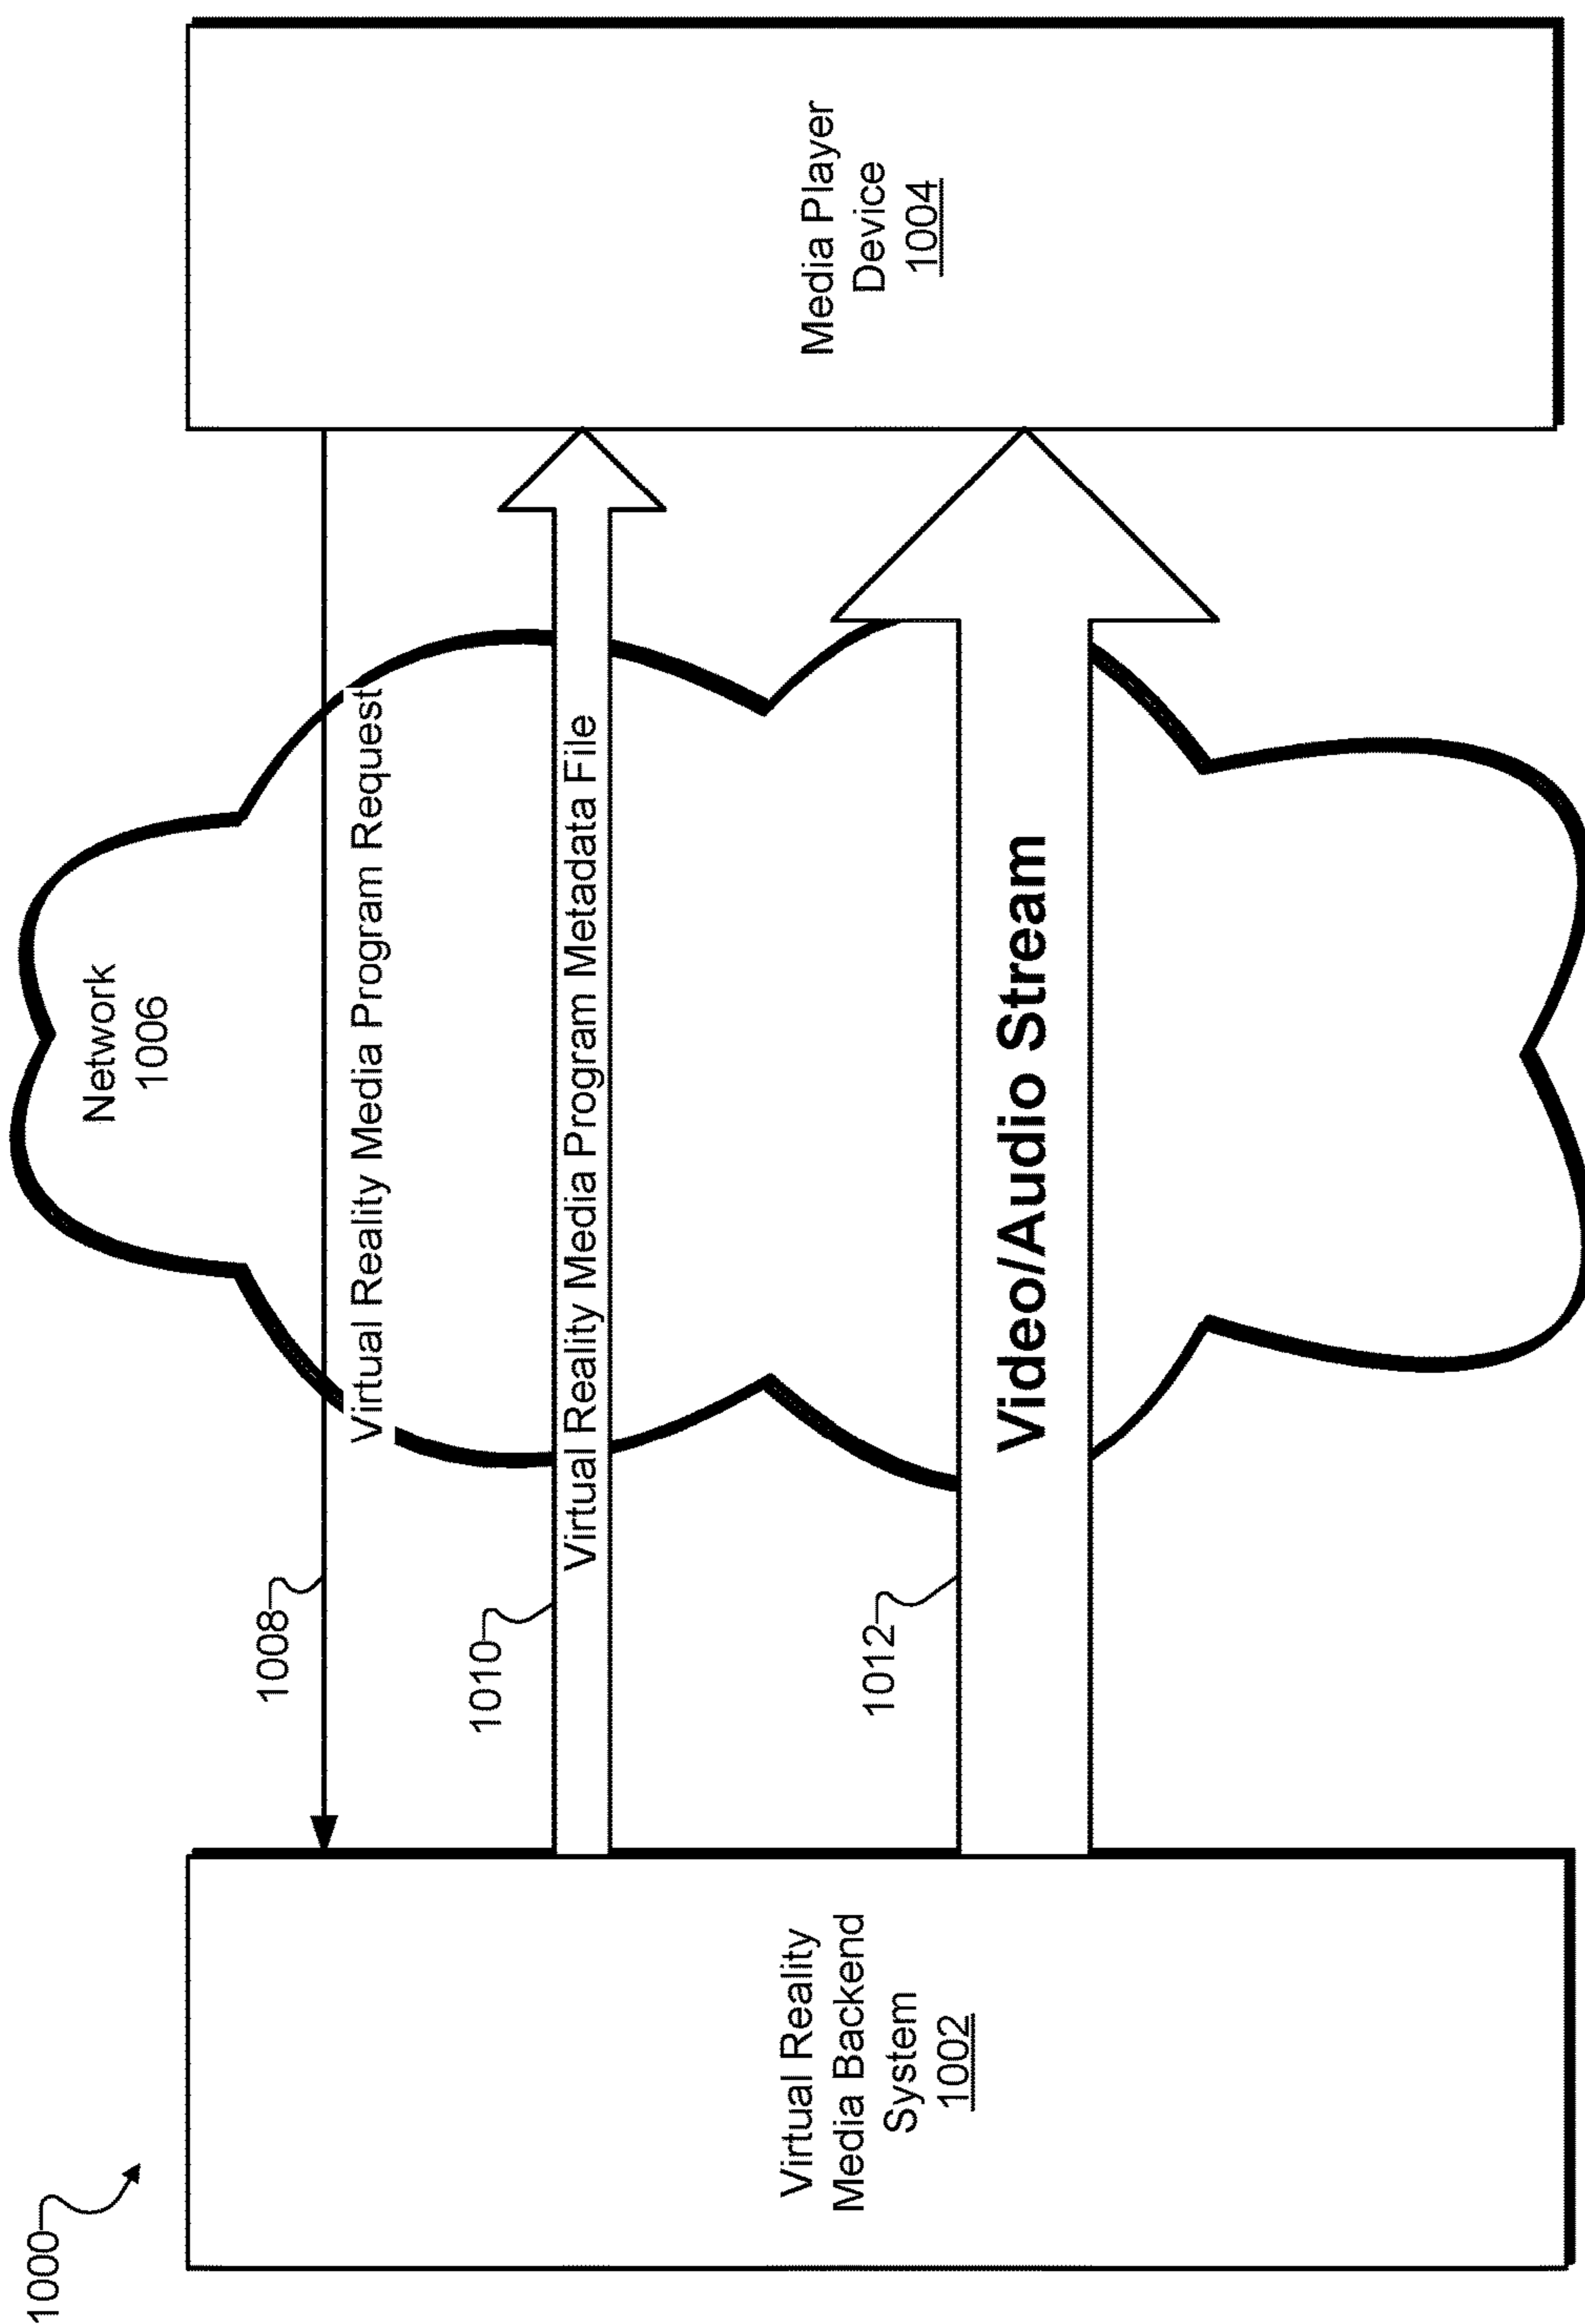 1000
Network
1006
1008
Virtual Reality Media Program Request
1010
Virtual Reality Media Program Metadata File
1012
Video/Audio Stream
Virtual Reality
Media Backend
System
1002
Media Player
Device
1004